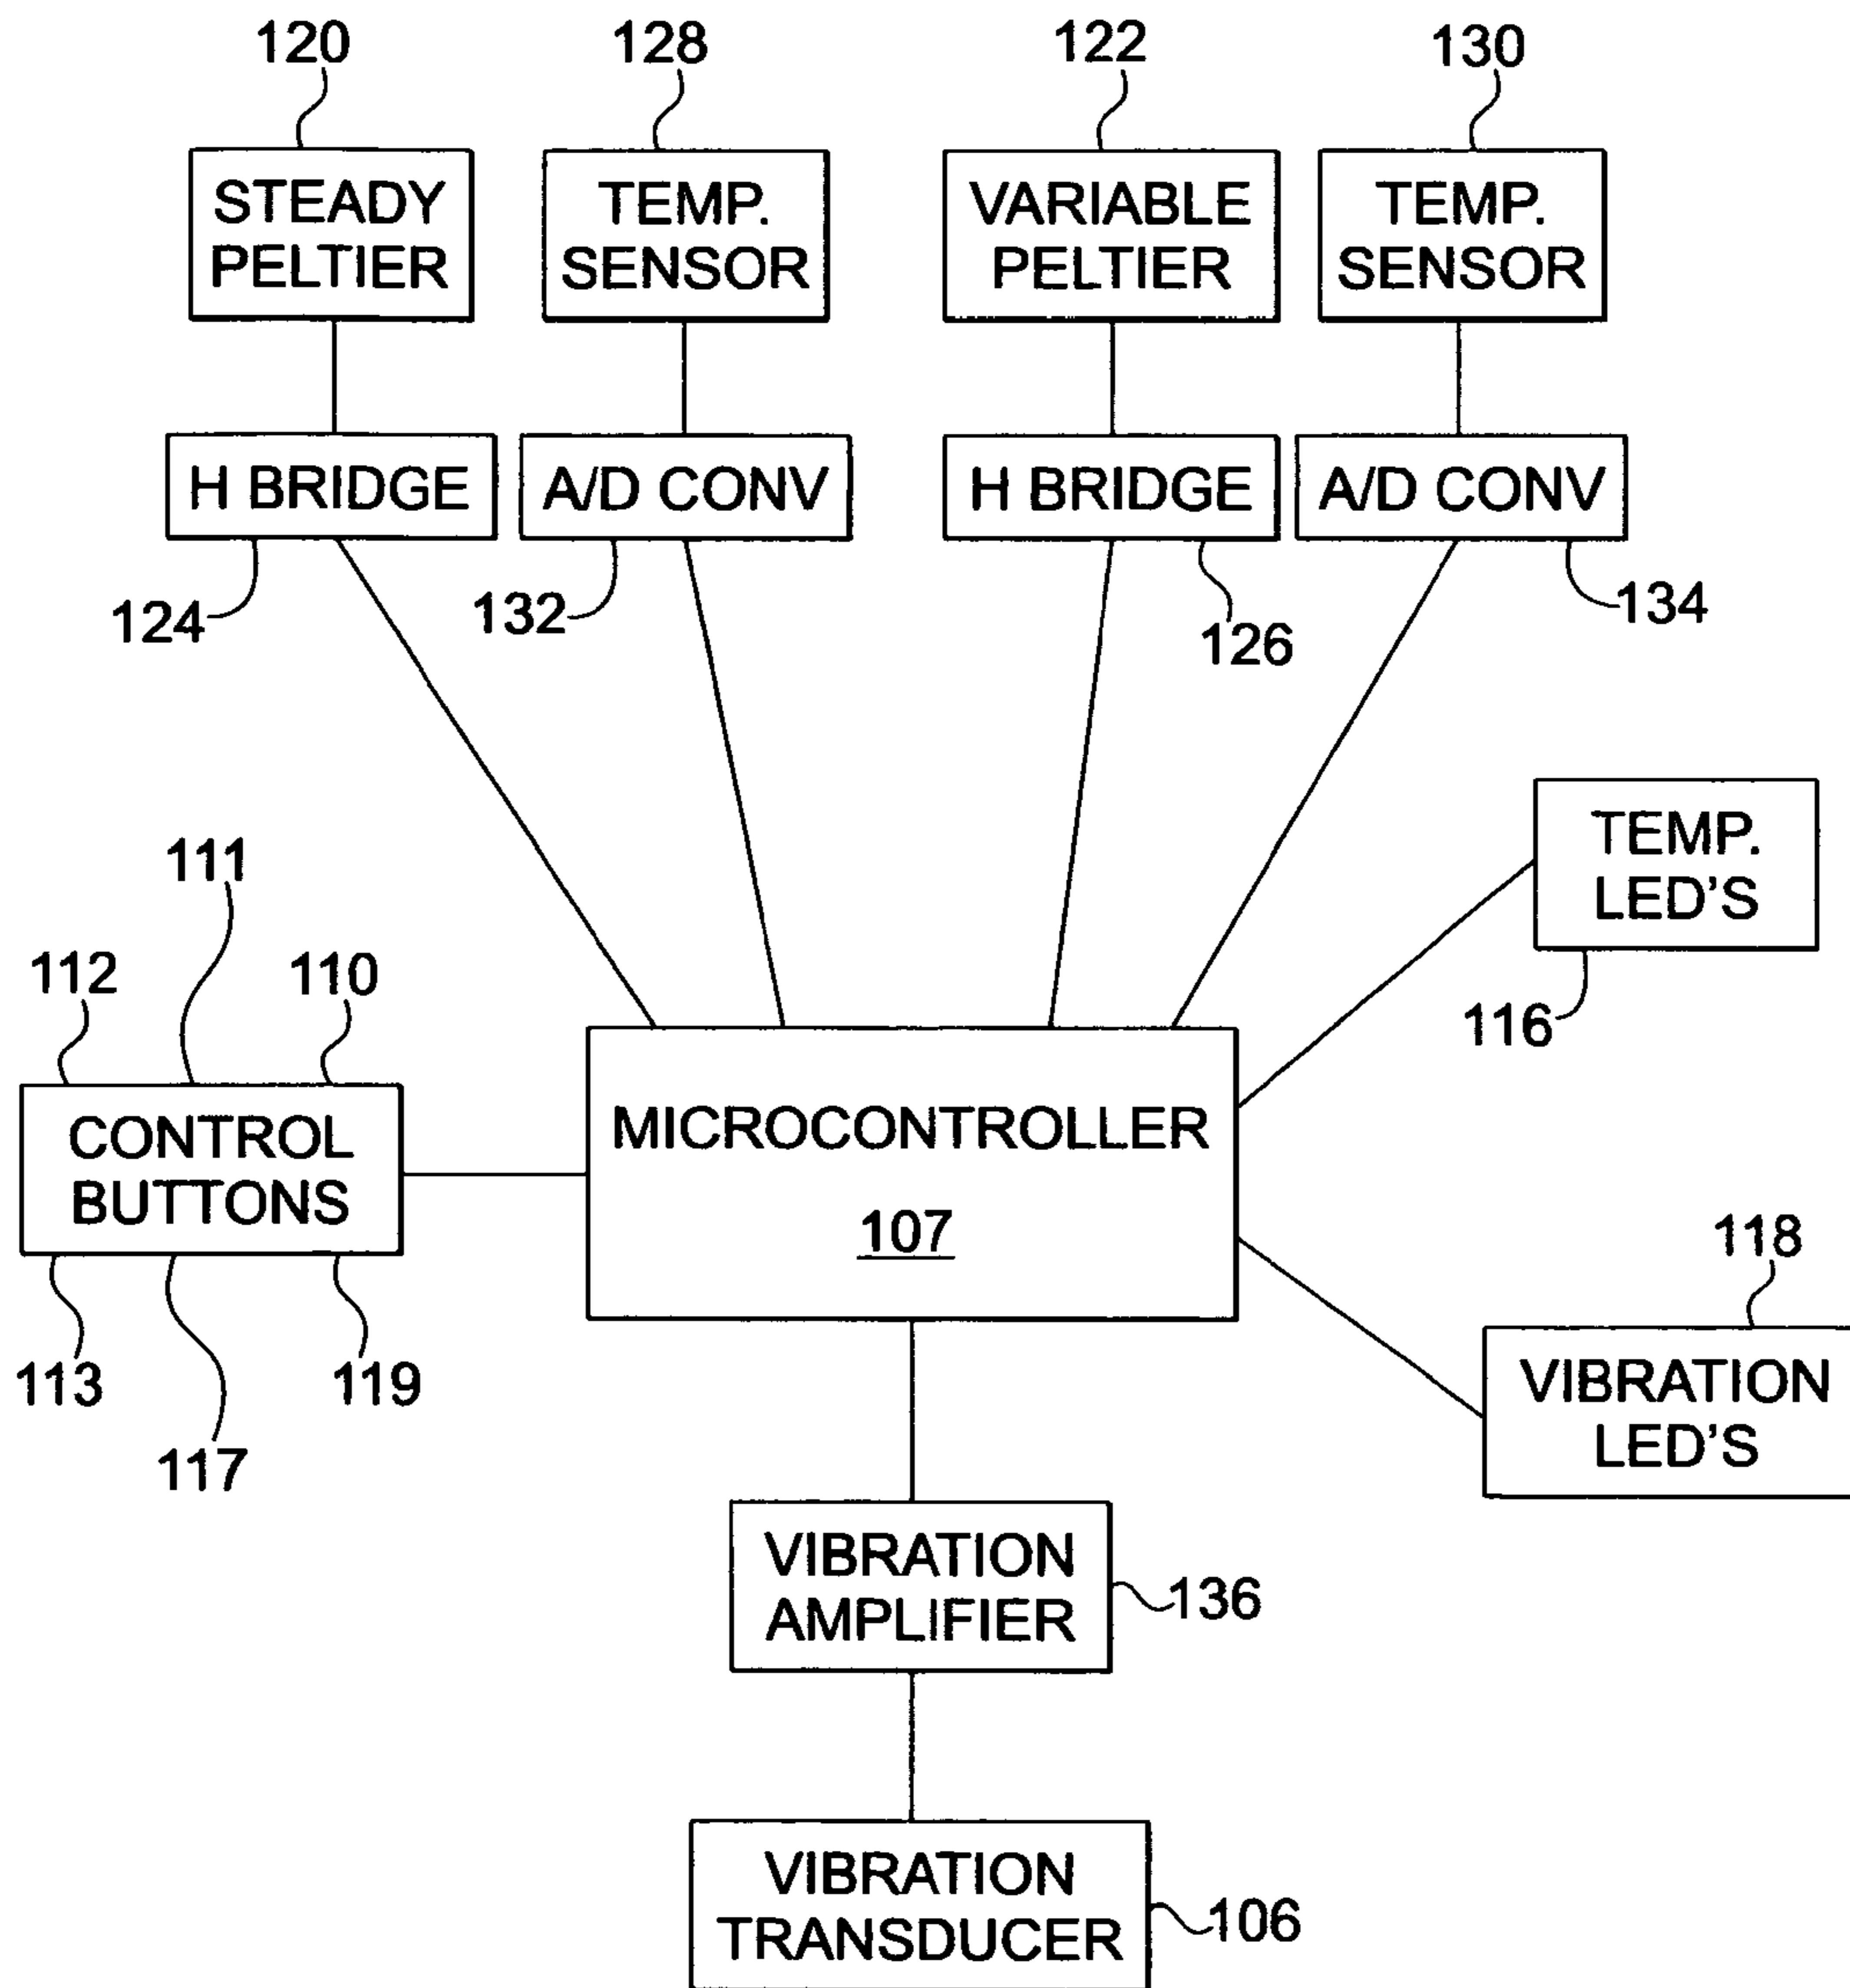 120
128
122
130
STEADY
PELTIER
TEMP.
SENSOR
VARIABLE
PELTIER
TEMP.
SENSOR
H BRIDGE
A/D CONV
H BRIDGE
A/D CONV
124
132
126
134
TEMP.
LED'S
116
111
112
110
CONTROL
BUTTONS
113
117
119
MICROCONTROLLER
107
118
VIBRATION
LED'S
VIBRATION
AMPLIFIER
136
VIBRATION
TRANSDUCER
106